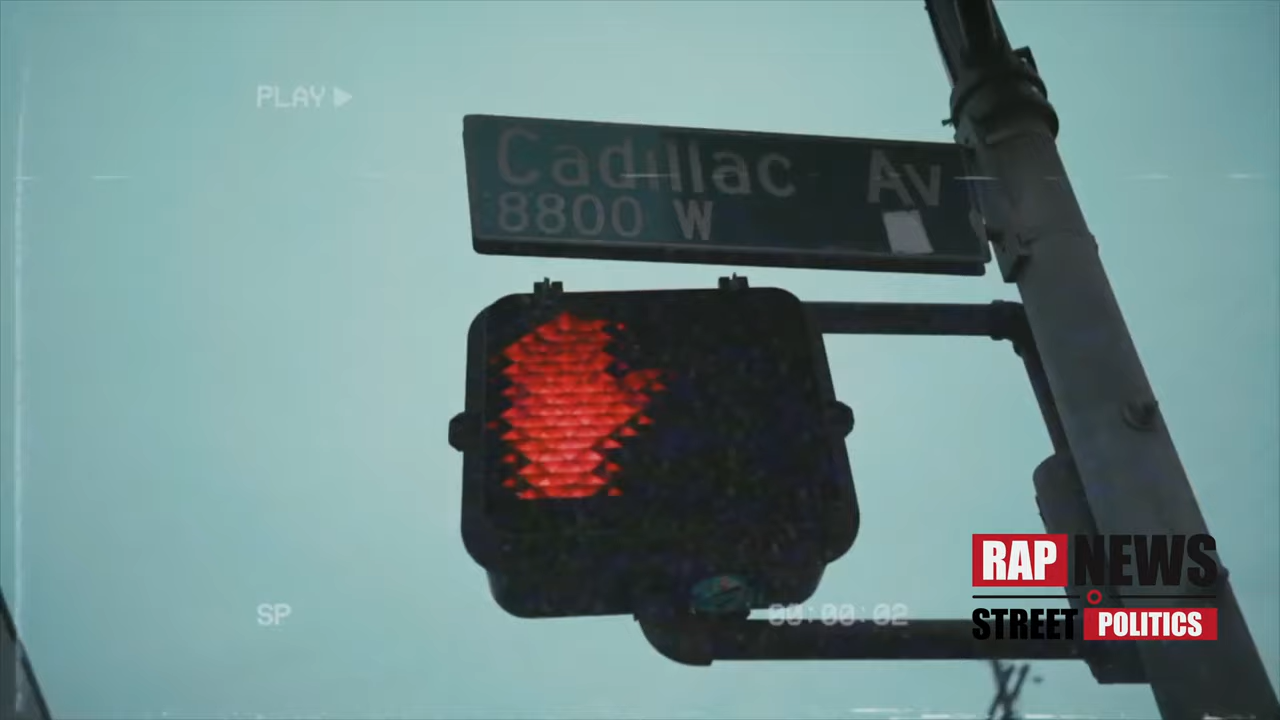 PLAY
Cadillac Av
8800 W
RAP NEWS
STREET POLITICS
SP
00:00:02